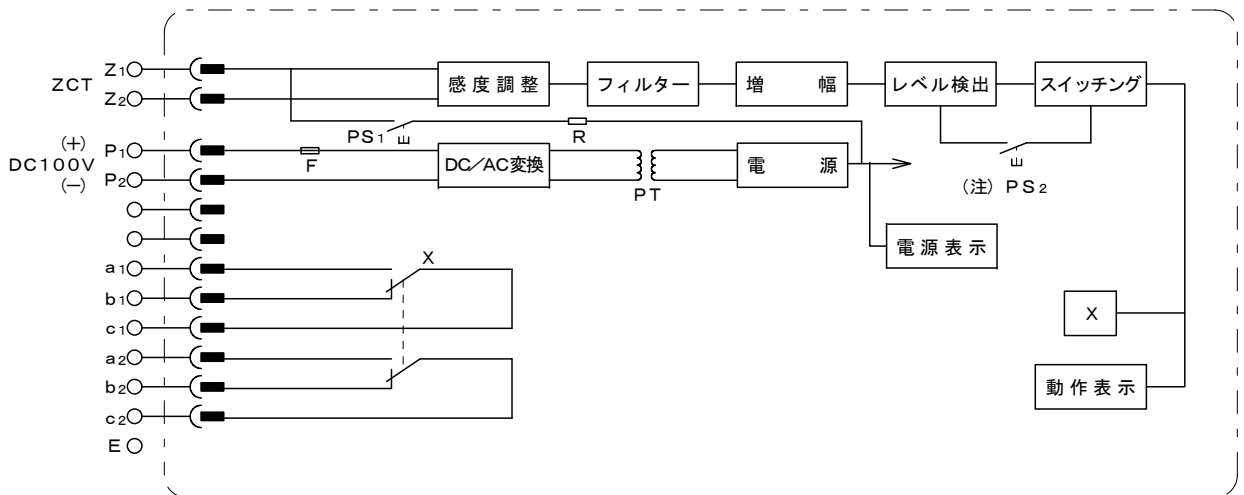 ZCT
Z1
Z2
感度調整
フィルター
増 幅
レベル検出
スイッチング
PS1
R
(+)
DC100V
(−)
P1
P2
F
DC/AC変換
PT
電 源
(注) PS2
電源表示
a1
b1
c1
X
a2
b2
c2
E
X
動作表示